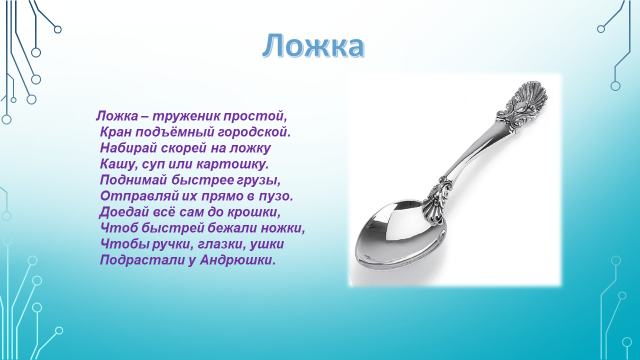 Ложка
Ложка – труженик простой,
Кран подъёмный городской.
Набирай скорей на ложку
Кашу, суп или картошку.
Поднимай быстрее грузы,
Отправляй их прямо в пузо.
Доедай всё сам до крошки,
Чтоб быстрей бежали ножки,
Чтобы ручки, глазки, ушки
Подрастали у Андрюшки.